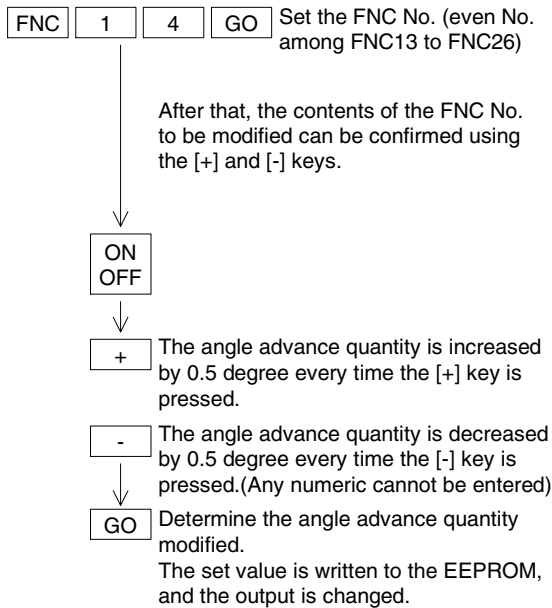 FNC 1 4 GO Set the FNC No. (even No.
among FNC13 to FNC26)
After that, the contents of the FNC No.
to be modified can be confirmed using
the [+] and [-] keys.
ON
OFF
+ The angle advance quantity is increased
by 0.5 degree every time the [+] key is
pressed.
- The angle advance quantity is decreased
by 0.5 degree every time the [-] key is
pressed.(Any numeric cannot be entered)
GO Determine the angle advance quantity
modified.
The set value is written to the EEPROM,
and the output is changed.